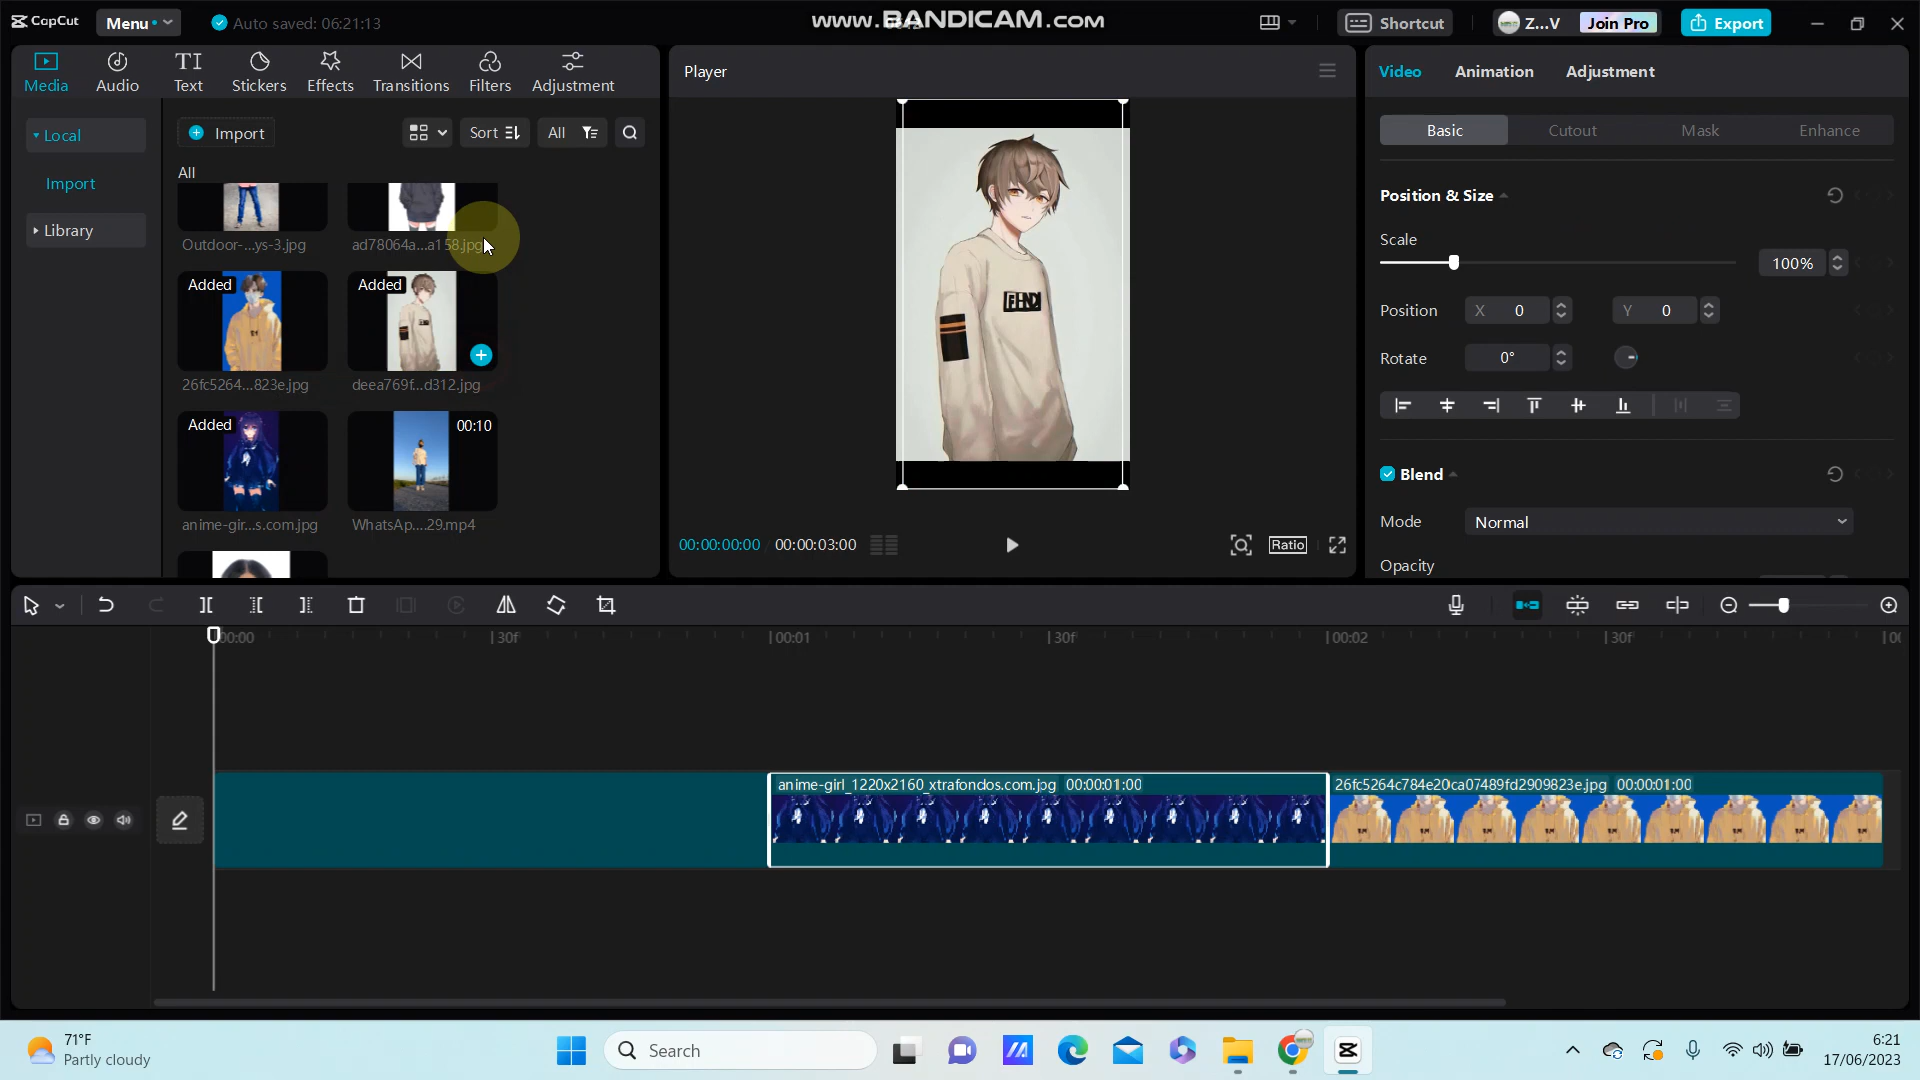 CapCut
Menu
Auto saved: 06:21:13
www.BANDICAM.com
Shortcut
Z...V
Join Pro
Export
Media
Audio
Text
Stickers
Effects
Transitions
Filters
Adjustment
Player
Video
Animation
Adjustment
Local
Import
Library
Import
Sort
All
All
Outdoor-...ys-3.jpg
ad78064a...a158.jpg
Added
Added
26fc5264...823e.jpg
deea769f...d312.jpg
Added
00:10
anime-gir...s.com.jpg
WhatsAp....29.mp4
FEND
00:00:00:00
00:00:03:00
Ratio
Basic
Cutout
Mask
Enhance
Position & Size
Scale
100%
Position
X 0
Y 0
Rotate
0°
Blend
Mode
Normal
Opacity
00:00
30f
00:01
30f
00:02
30f
anime-girl_1220x2160_xtrafondos.com.jpg 00:00:01:00
26fc5264c784e20ca07489fd2909823e.jpg 00:00:01:00
71°F
Partly cloudy
Search
6:21
17/06/2023